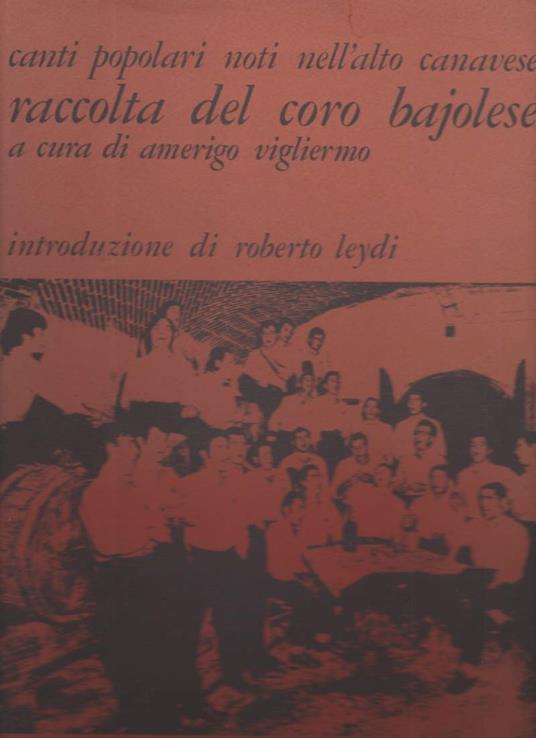 canti popolari noti nell'alto canavese
raccolta del coro bajolese
a cura di amerigo vigliermo
introduzione di roberto leydi